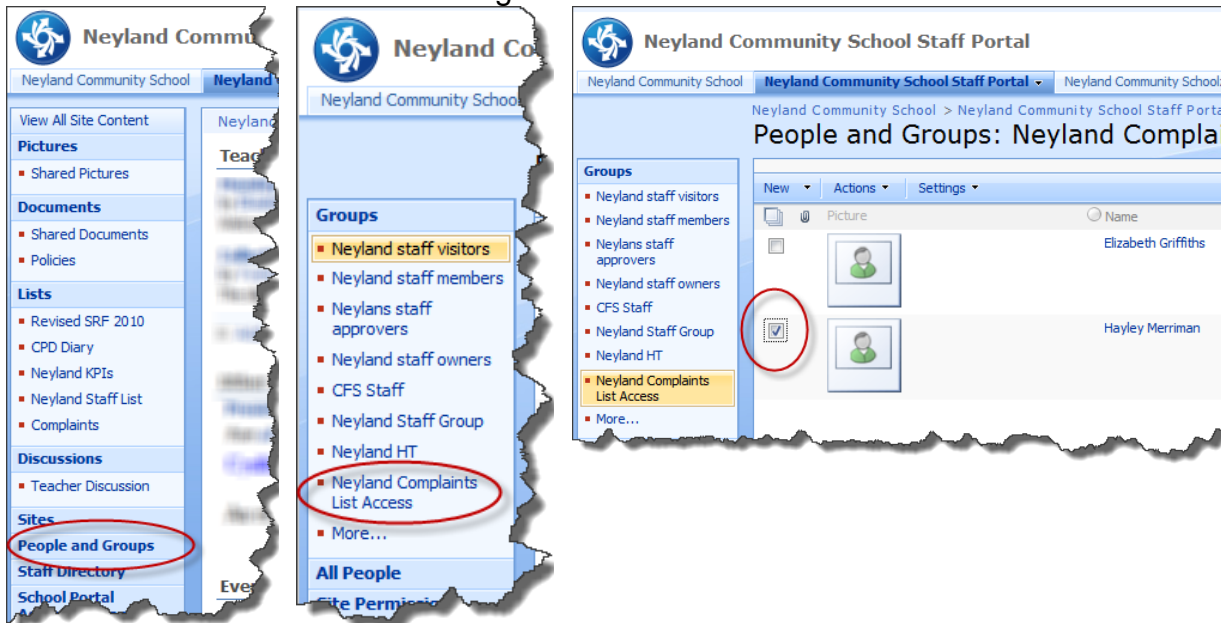 Neyland Commu
Neyland Community School Neyland
View All Site Content
Neyland
Pictures
Teac
Shared Pictures
Documents
Shared Documents
Policies
Lists
Revised SRF 2010
CPD Diary
Neyland KPIs
Neyland Staff List
Complaints
Discussions
Teacher Discussion
Sites
People and Groups
Staff Directory
School Portal
Eve
Neyland Co
Neyland Community School
Groups
Neyland staff visitors
Neyland staff members
Neylans staff
approvers
Neyland staff owners
CFS Staff
Neyland Staff Group
Neyland HT
Neyland Complaints
List Access
More...
All People
Site Permissio
Neyland Community School Staff Portal
Neyland Community School Neyland Community School Staff Portal Neyland Community School
Neyland Community School > Neyland Community School Staff Porta
People and Groups: Neyland Compla
Groups
Neyland staff visitors
Neyland staff members
Neylans staff
approvers
Neyland staff owners
CFS Staff
Neyland Staff Group
Neyland HT
Neyland Complaints
List Access
More...
New Actions Settings
Picture Name
Elizabeth Griffiths
Hayley Merriman